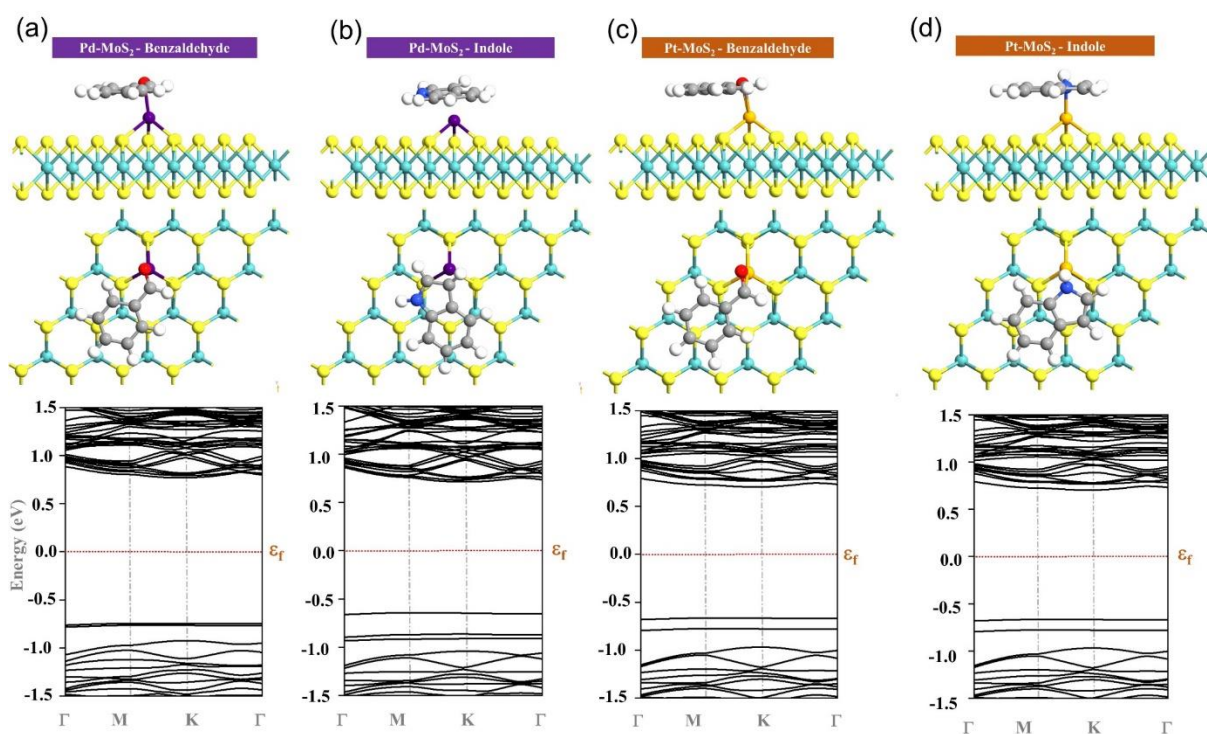 (a)
Pd-MoS₂ - Benzaldehyde
(b)
Pd-MoS₂ - Indole
(c)
Pt-MoS₂ - Benzaldehyde
(d)
Pt-MoS₂ - Indole
Energy (eV)
1.5
1.0
0.5
0.0
-0.5
-1.0
-1.5
εf
Γ M K Γ
1.5
1.0
0.5
0.0
-0.5
-1.0
-1.5
εf
Γ M K Γ
1.5
1.0
0.5
0.0
-0.5
-1.0
-1.5
εf
Γ M K Γ
1.5
1.0
0.5
0.0
-0.5
-1.0
-1.5
εf
Γ M K Γ